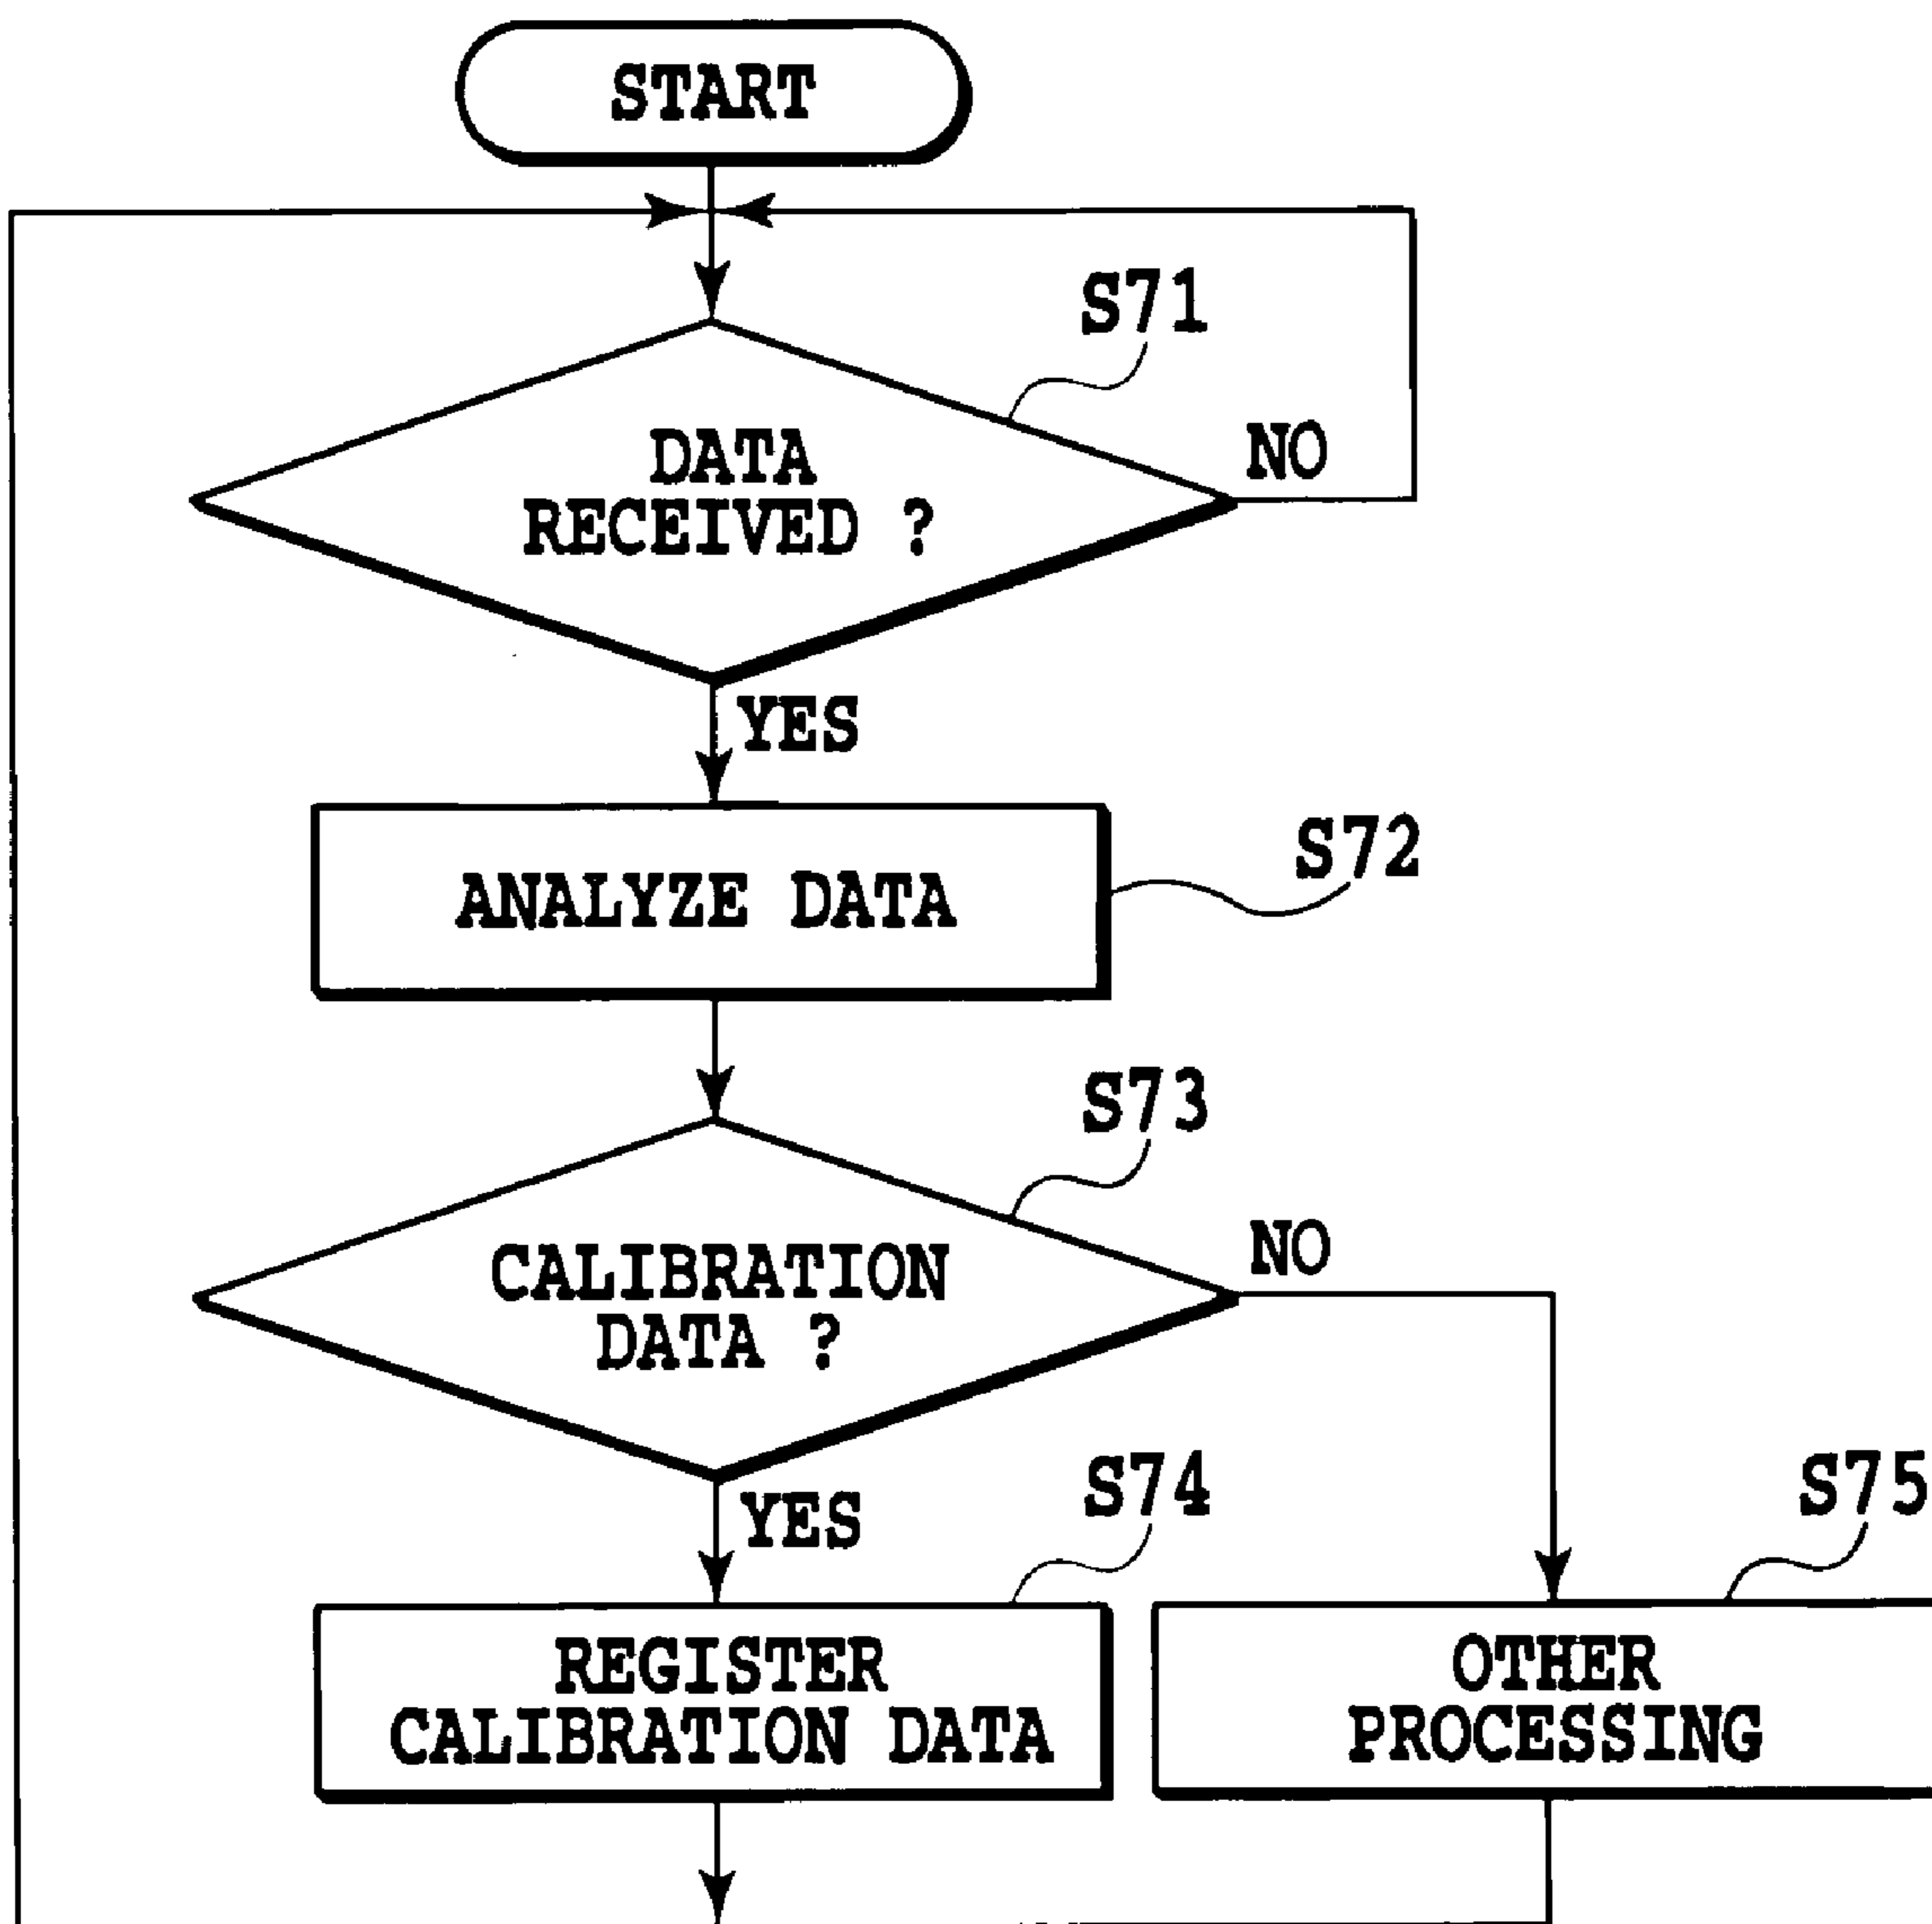 START
S71
DATA
RECEIVED ?
NO
YES
ANALYZE DATA
S72
S73
CALIBRATION
DATA ?
NO
YES
S74
S75
REGISTER
CALIBRATION DATA
OTHER
PROCESSING